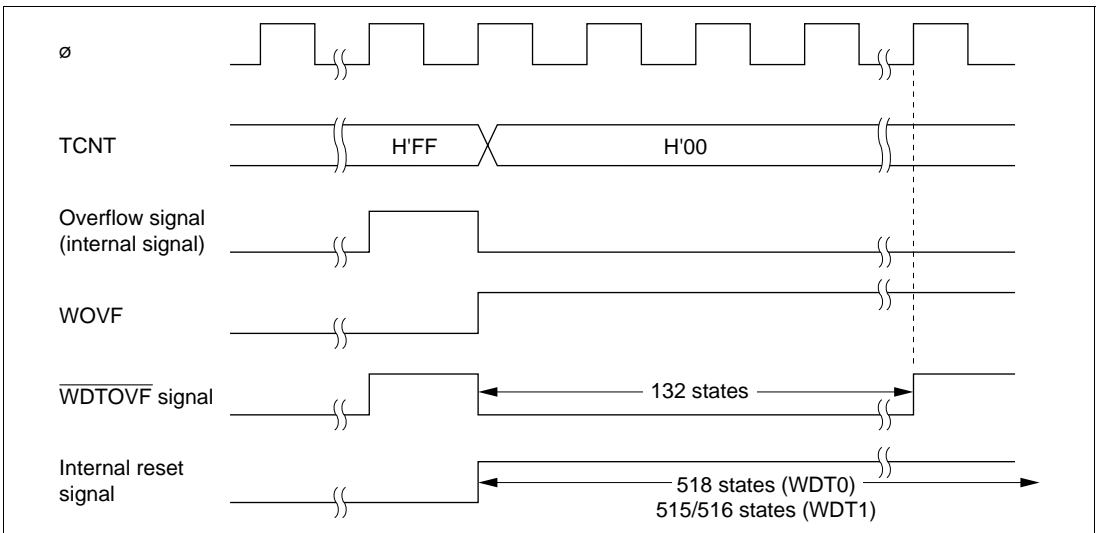 ø
TCNT
H'FF
H'00
Overflow signal
(internal signal)
WOVF
WDTOVF signal
132 states
Internal reset
signal
518 states (WDT0)
515/516 states (WDT1)